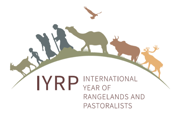 IYRP INTERNATIONAL
YEAR OF
RANGELANDS AND
PASTORALISTS